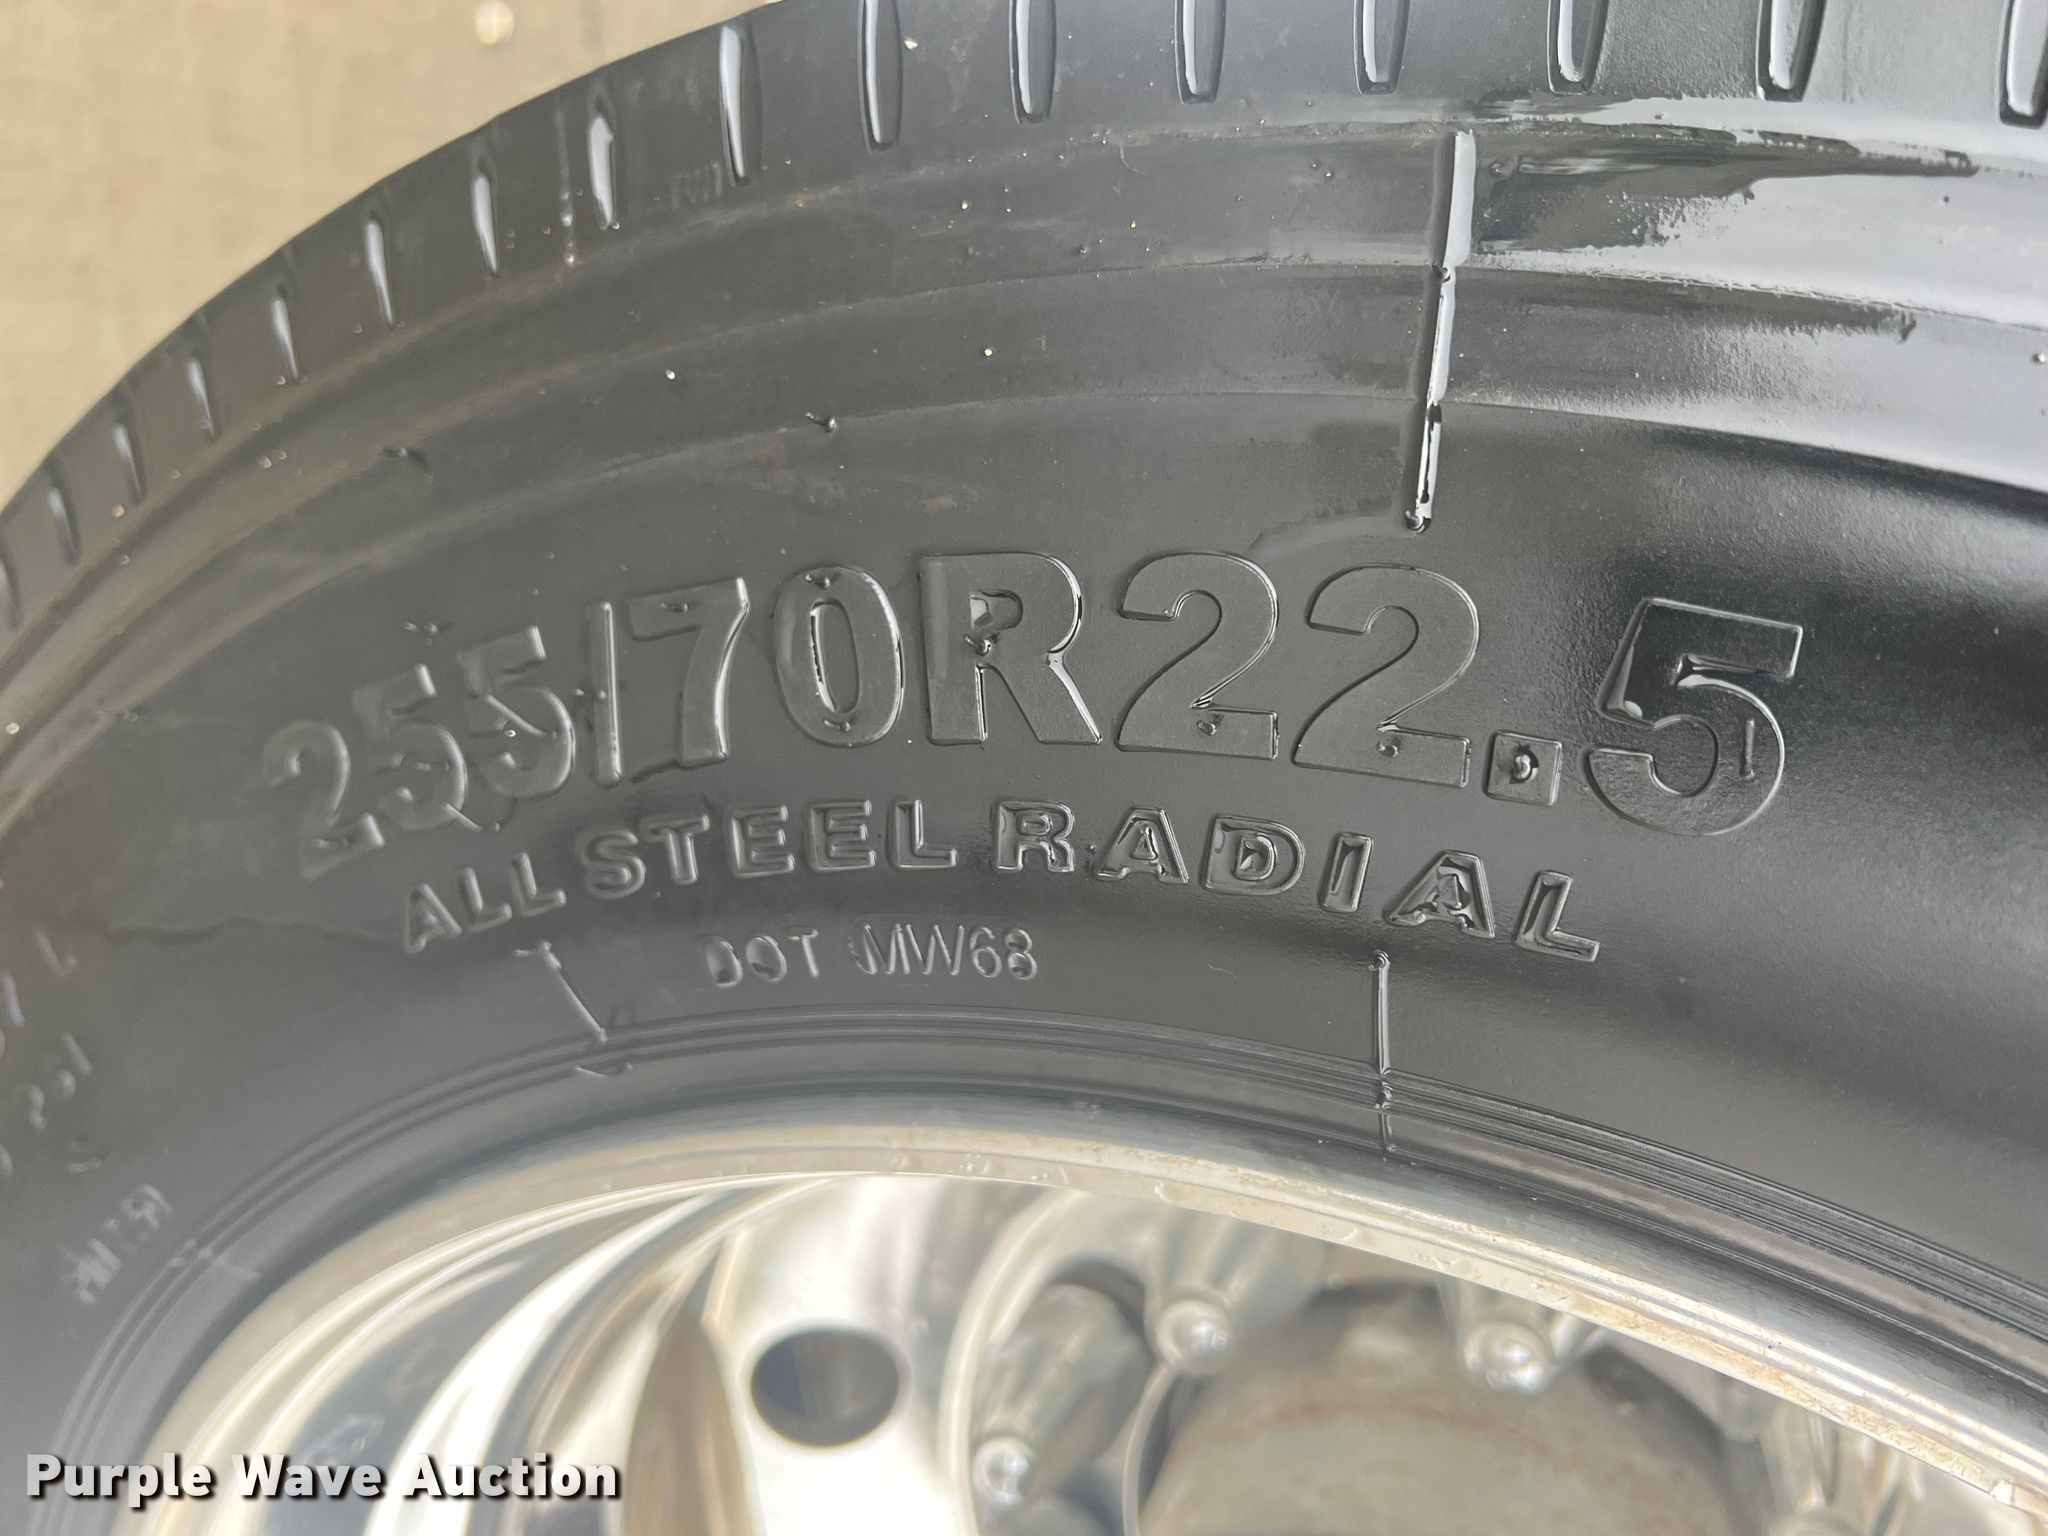 255/70R22.5
ALL STEEL RADIAL
DOT MW68
Purple Wave Auction